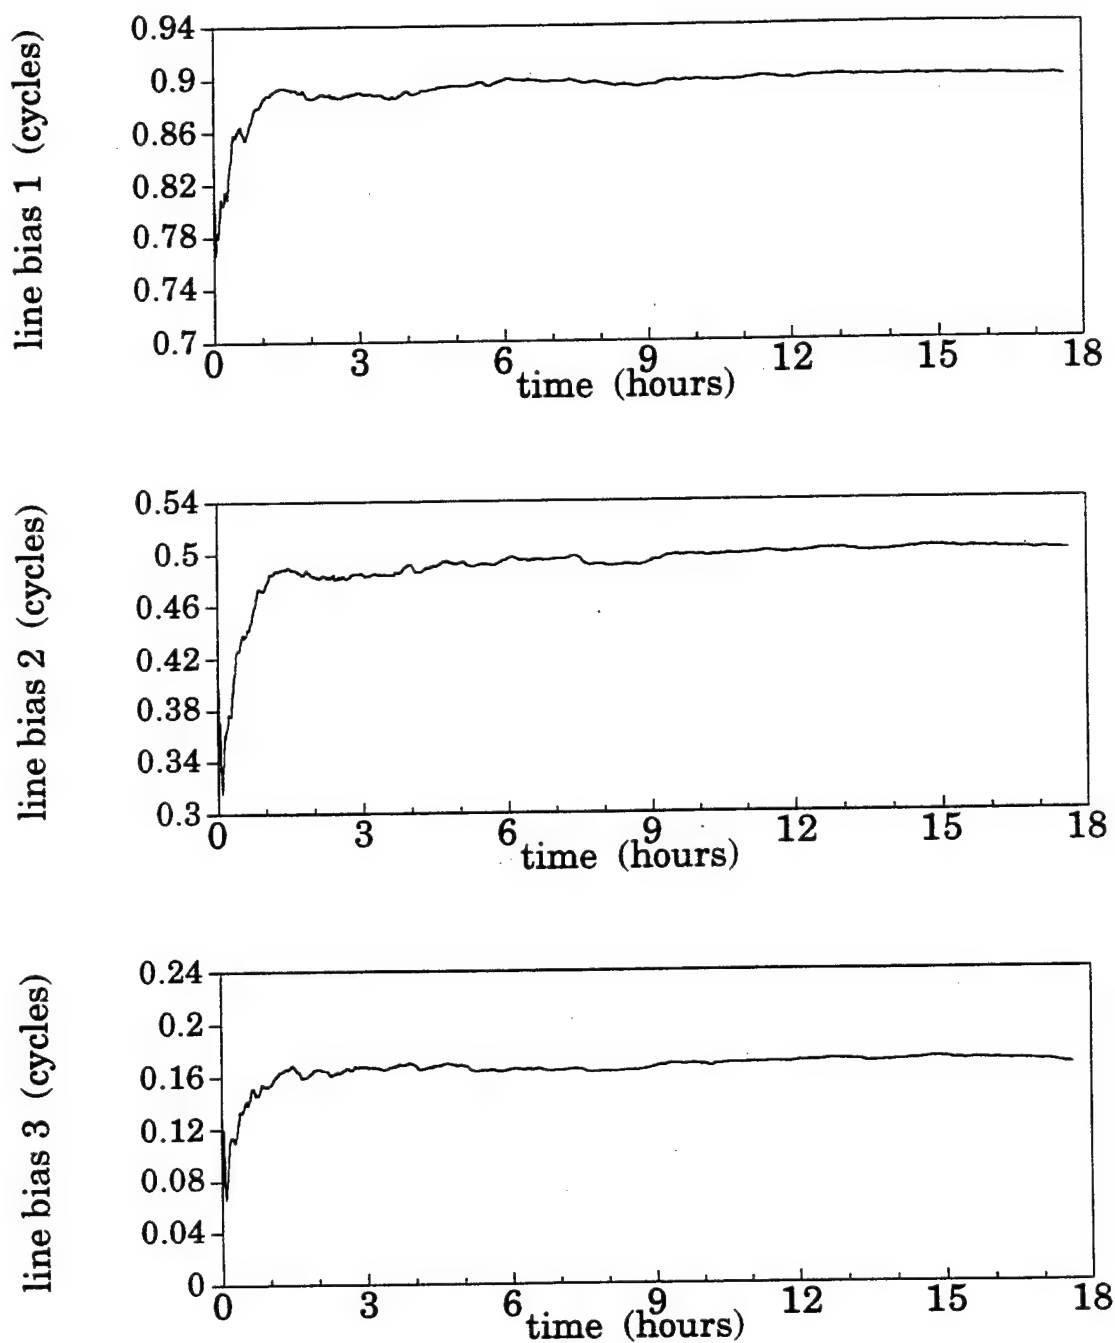 line bias 1 (cycles)
0.94
0.9
0.86
0.82
0.78
0.74
0.7
0 3 6 9 12 15 18
time (hours)
line bias 2 (cycles)
0.54
0.5
0.46
0.42
0.38
0.34
0.3
0 3 6 9 12 15 18
time (hours)
line bias 3 (cycles)
0.24
0.2
0.16
0.12
0.08
0.04
0
0 3 6 9 12 15 18
time (hours)